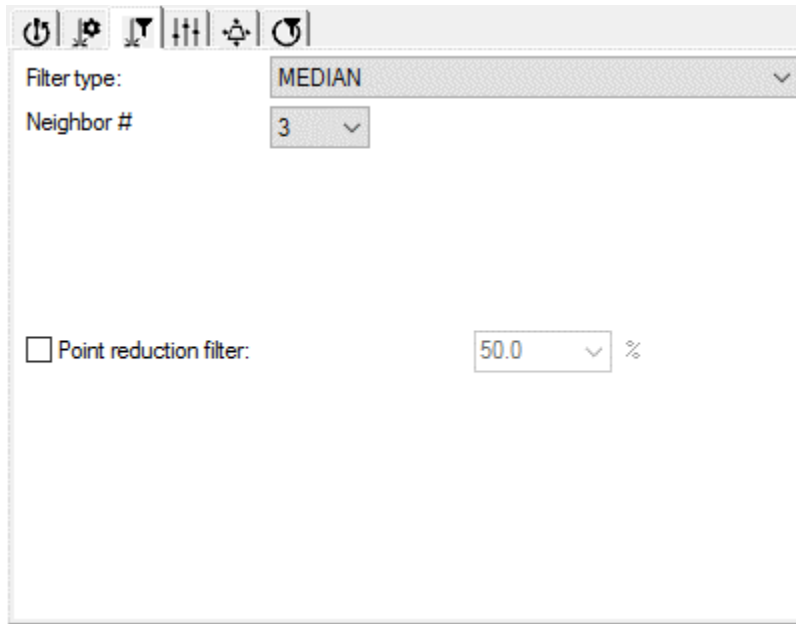 Filter type: MEDIAN
Neighbor # 3
Point reduction filter: 50.0 %